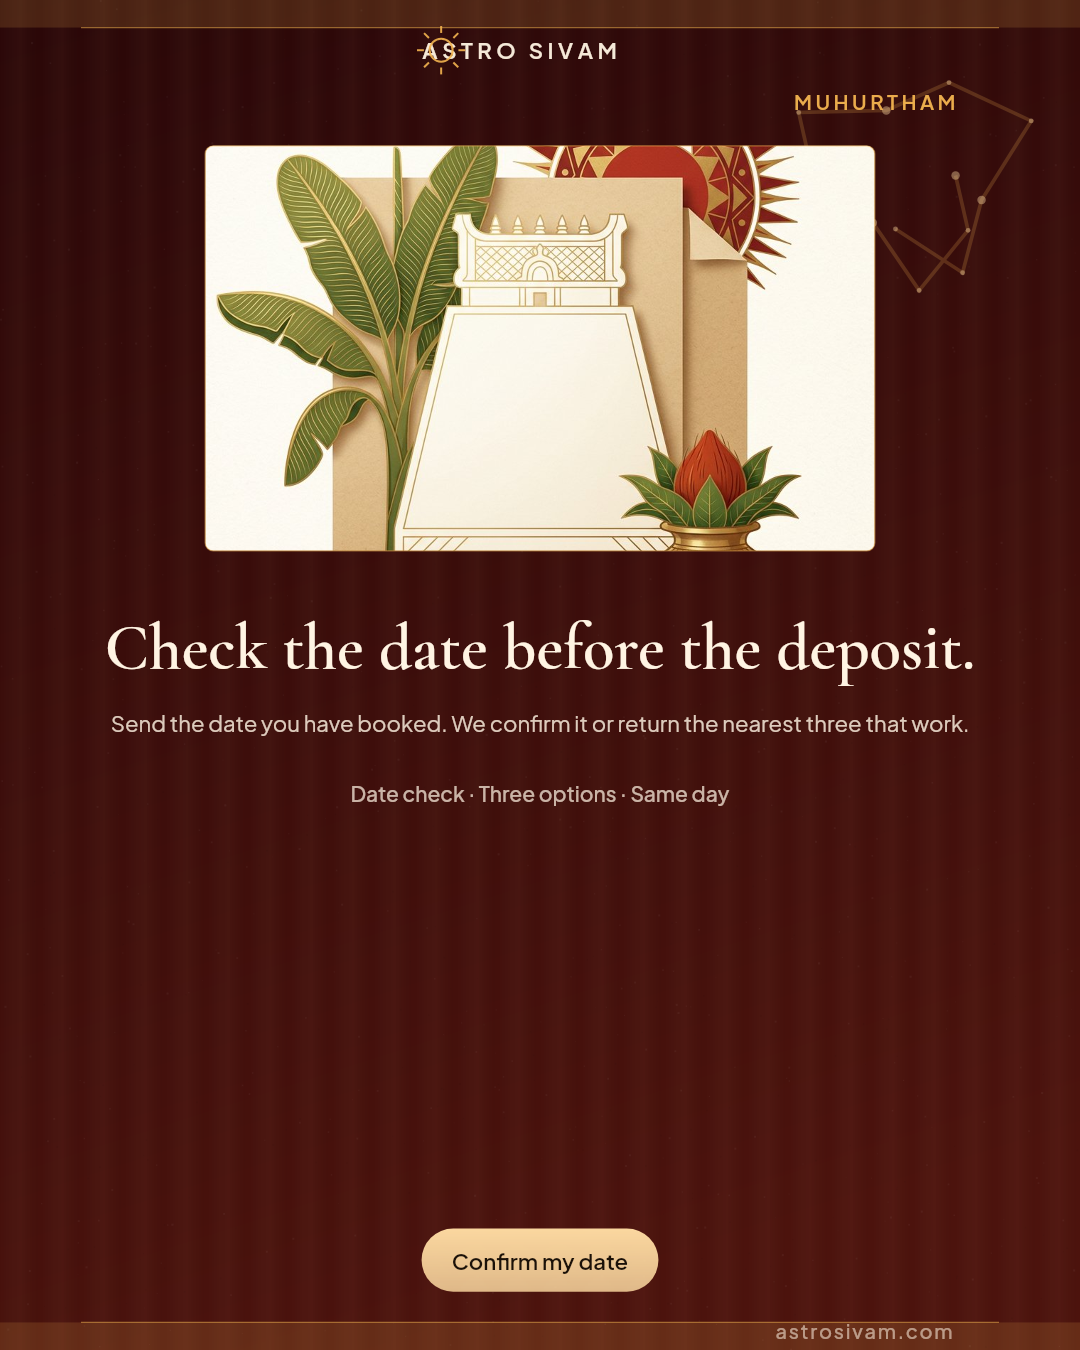 ASTRO SIVAM
MUHURTHAM
Check the date before the deposit.
Send the date you have booked. We confirm it or return the nearest three that work.
Date check · Three options · Same day
Confirm my date
astrosivam.com